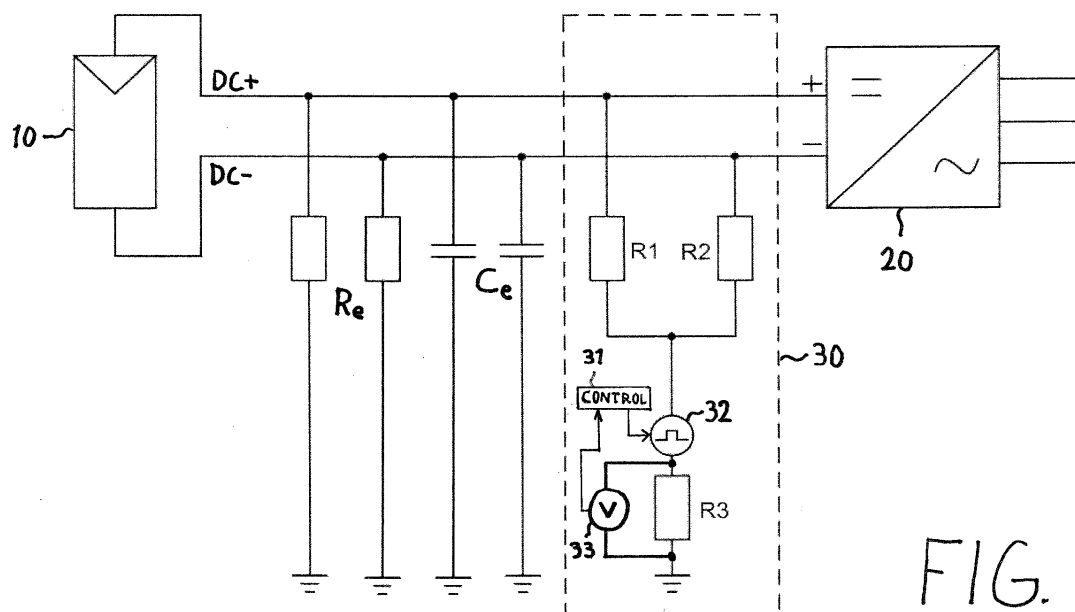 DC+
10
DC-
+
-
=
~
20
Re
Ce
R1
R2
30
31
CONTROL
32
V
33
R3
FIG.